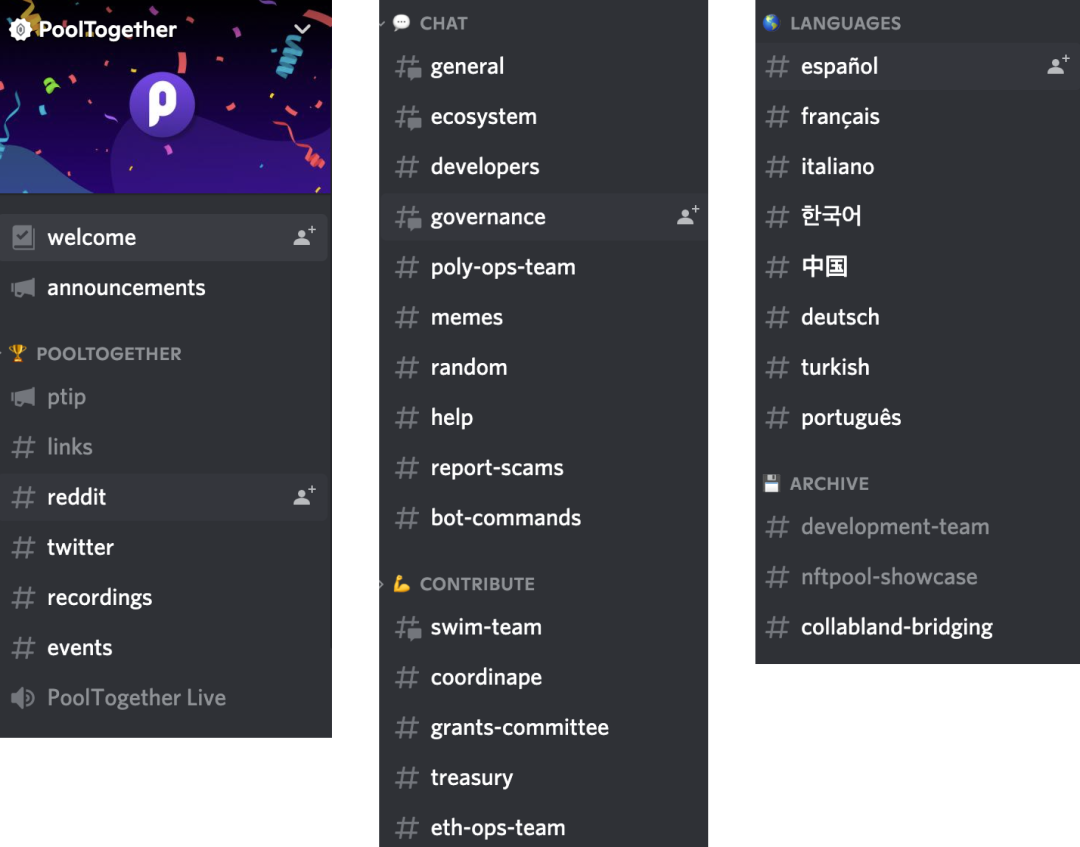 PoolTogether
welcome
announcements
POOLTOGETHER
ptip
links
reddit
twitter
recordings
events
PoolTogether Live
CHAT
general
ecosystem
developers
governance
poly-ops-team
memes
random
help
report-scams
bot-commands
CONTRIBUTE
swim-team
coordinape
grants-committee
treasury
eth-ops-team
LANGUAGES
español
français
italiano
한국어
中国
deutsch
turkish
português
ARCHIVE
development-team
nftpool-showcase
collabland-bridging